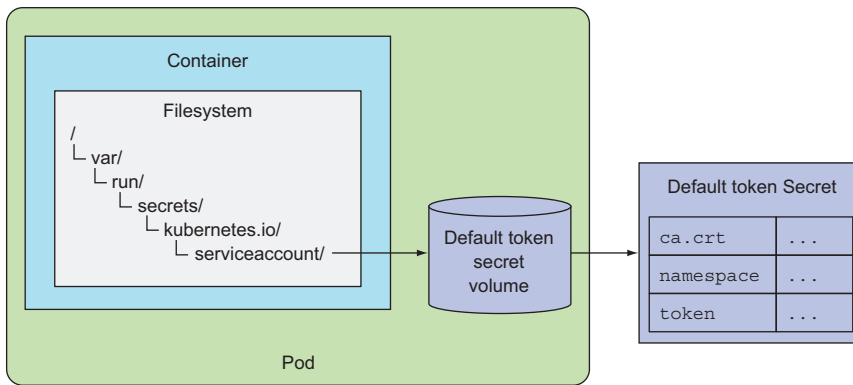 Container
Filesystem
/
var/
run/
secrets/
kubernetes.io/
serviceaccount/
Default token
secret
volume
Pod
Default token Secret
ca.crt ...
namespace ...
token ...